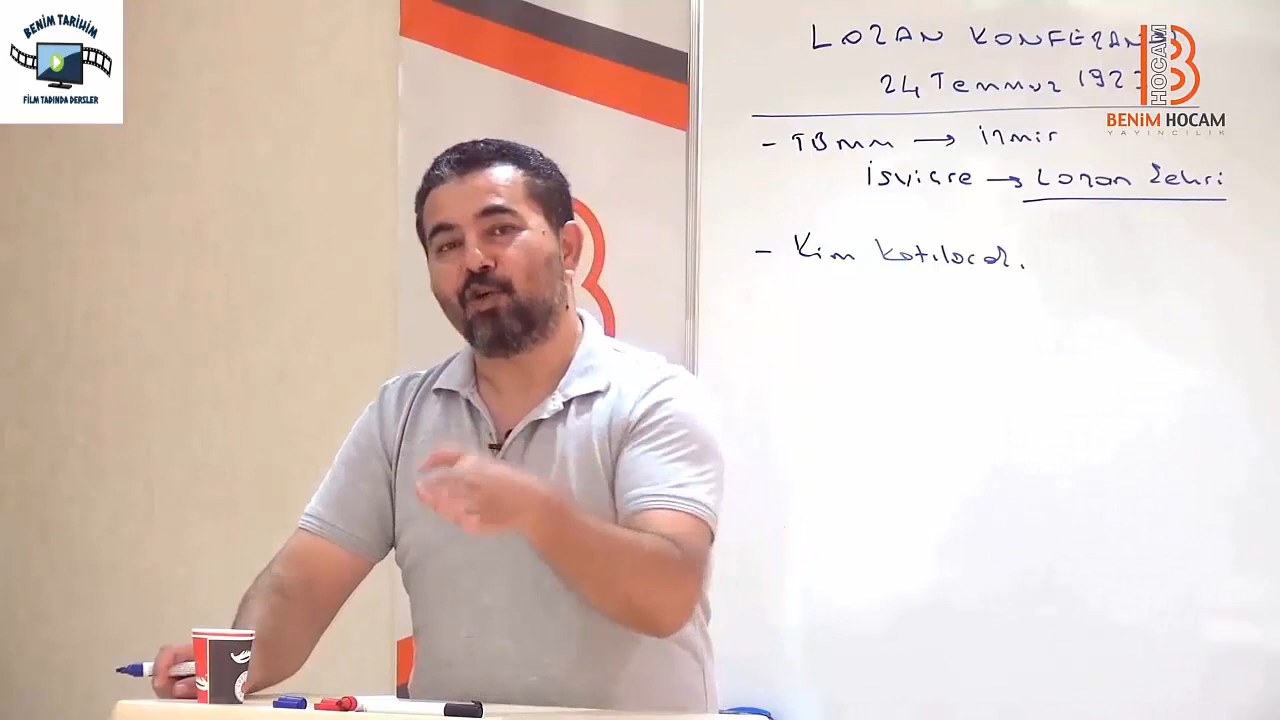 BENİM TARİHİM
FİLM TADINDA DERSLER
LOZAN KONFERANS
24 Temmuz 1923
B
HOCAM
BENİM HOCAM
YAYINCILIK
- TBMM → İzmir
İsviçre → Lozan Şehri
- Kim katılacak.